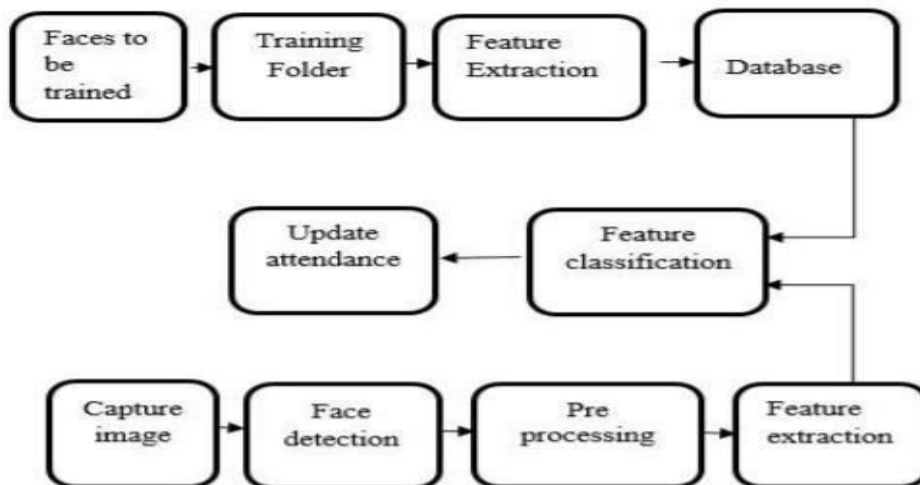 Faces to
be
trained
Training
Folder
Feature
Extraction
Database
Update
attendance
Feature
classification
Capture
image
Face
detection
Pre
processing
Feature
extraction